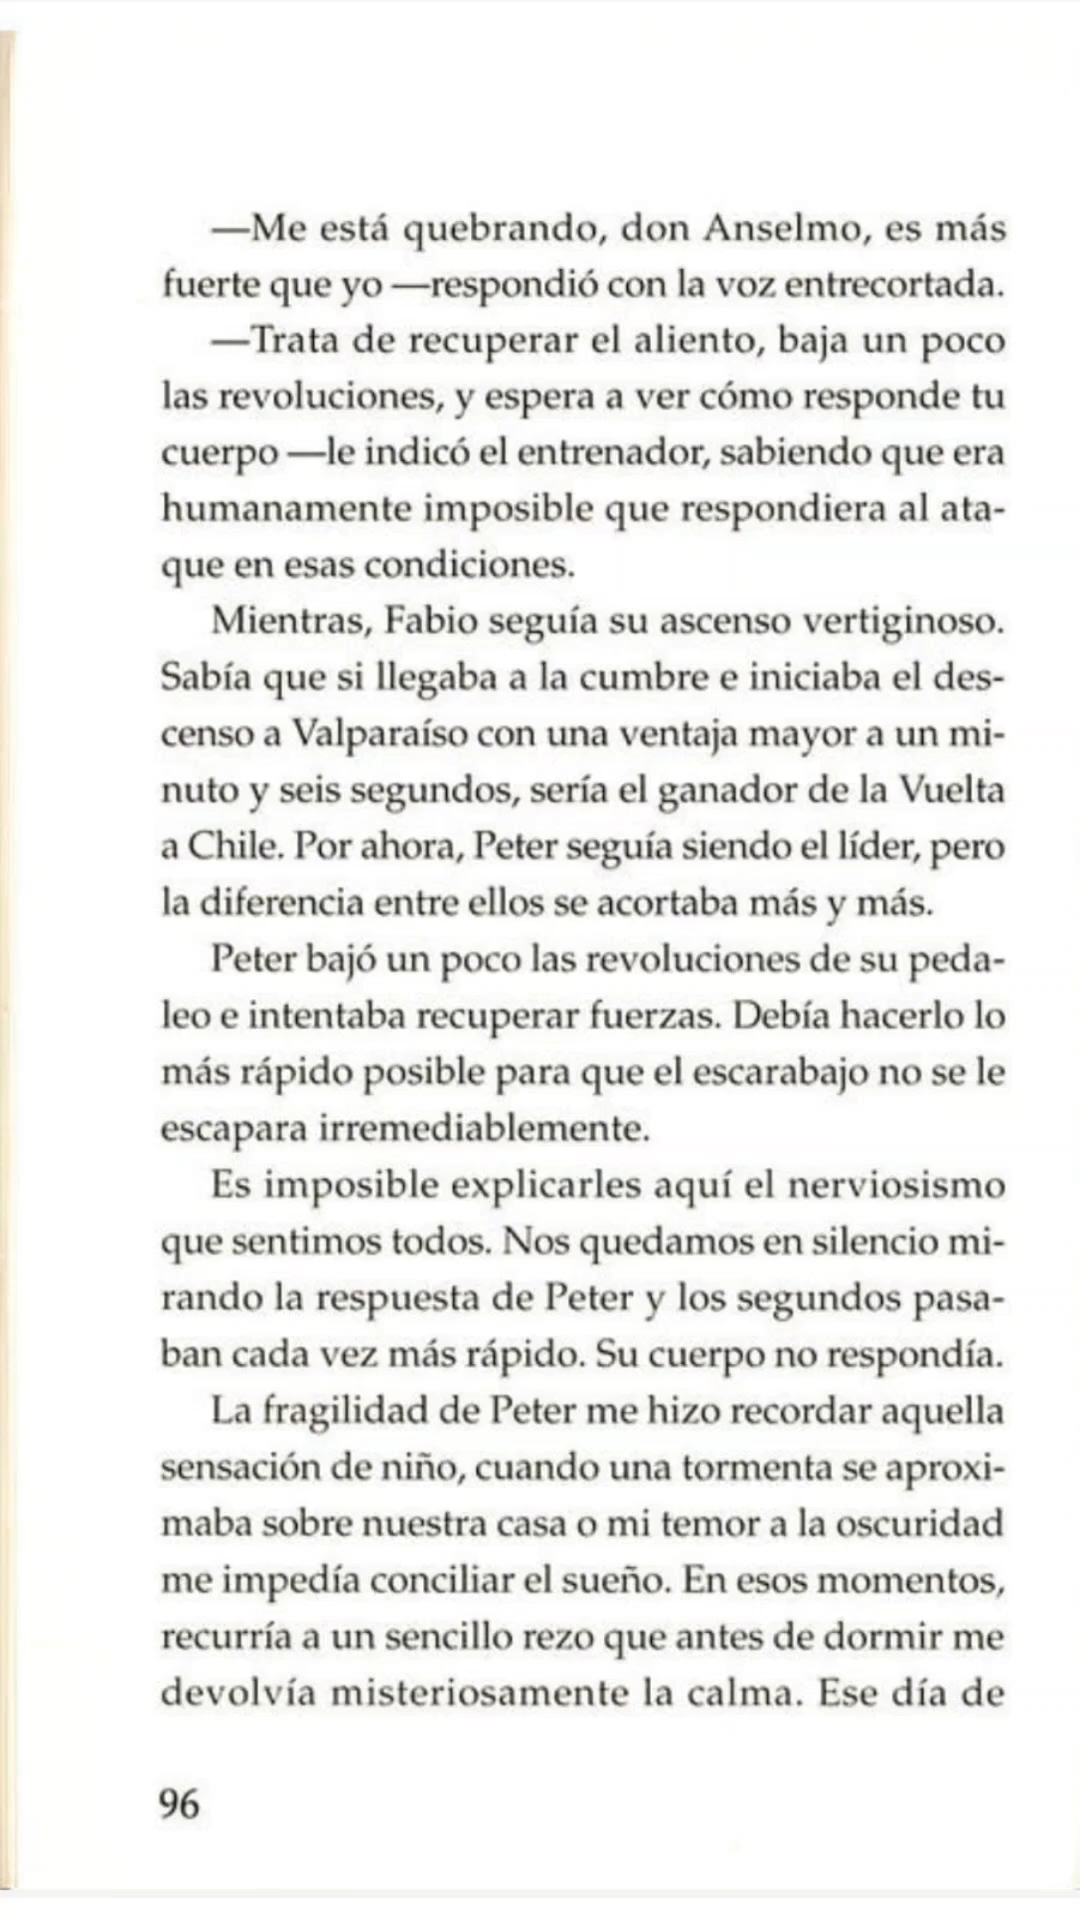 —Me está quebrando, don Anselmo, es más
fuerte que yo —respondió con la voz entrecortada.
—Trata de recuperar el aliento, baja un poco
las revoluciones, y espera a ver cómo responde tu
cuerpo —le indicó el entrenador, sabiendo que era
humanamente imposible que respondiera al ata-
que en esas condiciones.
Mientras, Fabio seguía su ascenso vertiginoso.
Sabía que si llegaba a la cumbre e iniciaba el des-
censo a Valparaíso con una ventaja mayor a un mi-
nuto y seis segundos, sería el ganador de la Vuelta
a Chile. Por ahora, Peter seguía siendo el líder, pero
la diferencia entre ellos se acortaba más y más.
Peter bajó un poco las revoluciones de su peda-
leo e intentaba recuperar fuerzas. Debía hacerlo lo
más rápido posible para que el escarabajo no se le
escapara irremediablemente.
Es imposible explicarles aquí el nerviosismo
que sentimos todos. Nos quedamos en silencio mi-
rando la respuesta de Peter y los segundos pasa-
ban cada vez más rápido. Su cuerpo no respondía.
La fragilidad de Peter me hizo recordar aquella
sensación de niño, cuando una tormenta se aproxi-
maba sobre nuestra casa o mi temor a la oscuridad
me impedía conciliar el sueño. En esos momentos,
recurría a un sencillo rezo que antes de dormir me
devolvía misteriosamente la calma. Ese día de
96